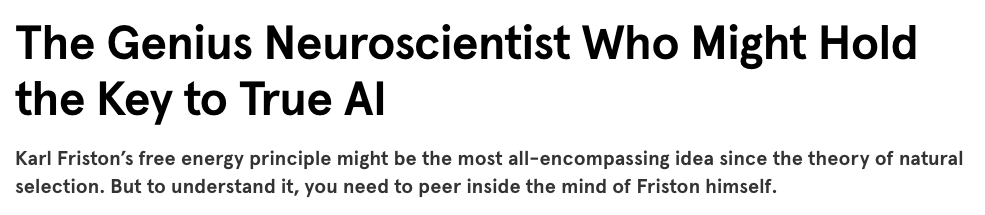 The Genius Neuroscientist Who Might Hold
the Key to True AI
Karl Friston’s free energy principle might be the most all-encompassing idea since the theory of natural
selection. But to understand it, you need to peer inside the mind of Friston himself.